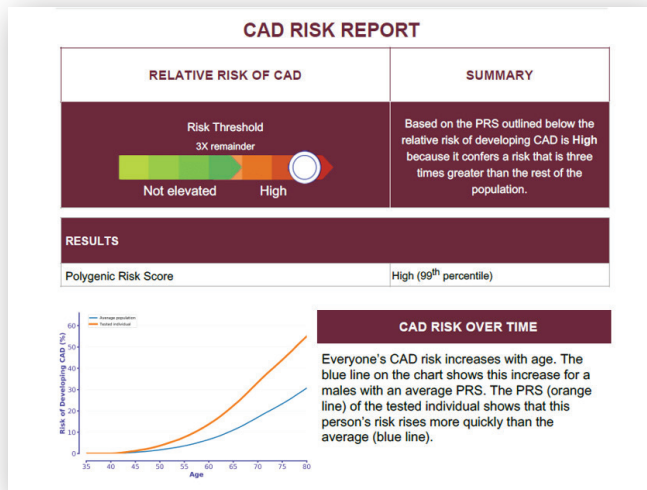 CAD RISK REPORT
RELATIVE RISK OF CAD
SUMMARY
Risk Threshold
3X remainder
Not elevated High
Based on the PRS outlined below the
relative risk of developing CAD is High
because it confers a risk that is three
times greater than the rest of the
population.
RESULTS
Polygenic Risk Score
High (99th percentile)
Average population
Tested individual
Risk of Developing CAD (%)
60
50
40
30
20
10
0
35 40 45 50 55 60 65 70 75 80
Age
CAD RISK OVER TIME
Everyone's CAD risk increases with age. The
blue line on the chart shows this increase for a
males with an average PRS. The PRS (orange
line) of the tested individual shows that this
person's risk rises more quickly than the
average (blue line).